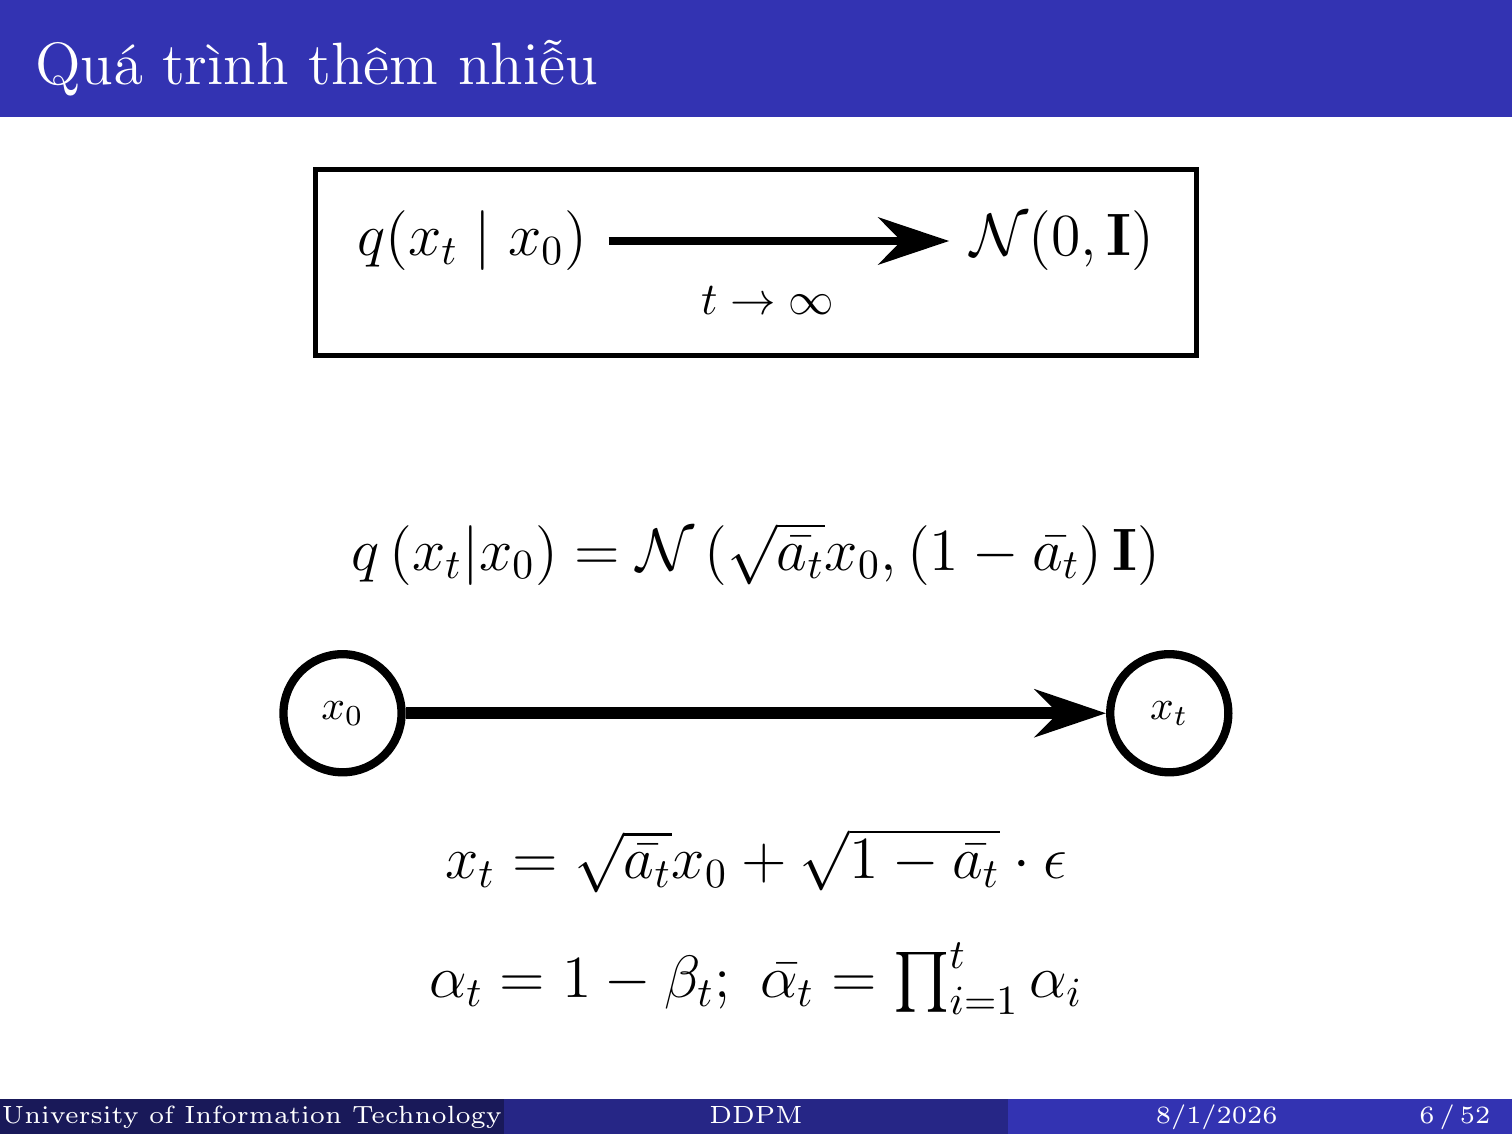 Quá trình thêm nhiễu
q(x_t | x_0) → N(0, I)
t → ∞
q (x_t|x_0) = N (√ā_t x_0, (1 − ā_t) I)
x_0 x_t
x_t = √ā_t x_0 + √1 − ā_t · ϵ
α_t = 1 − β_t; ᾱ_t = ∏_{i=1}^t α_i
University of Information Technology DDPM 8/1/2026 6 / 52